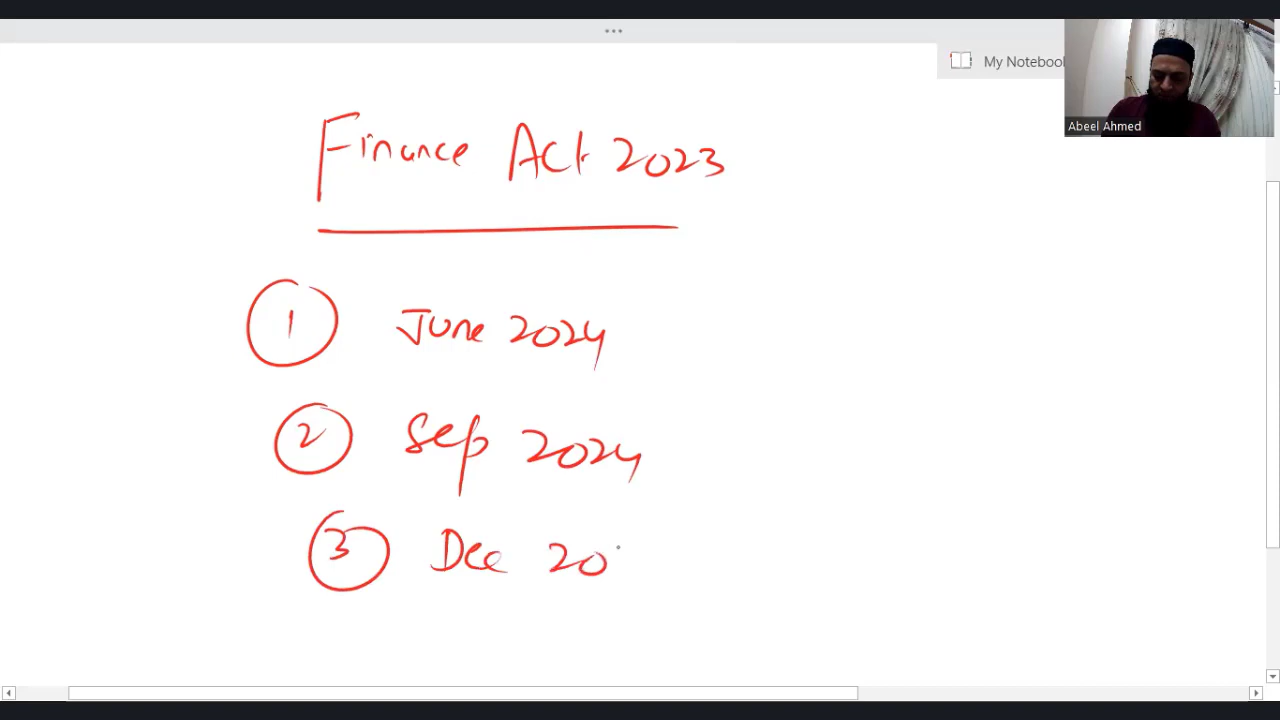 My Notebook
Abeel Ahmed
Finance Act 2023
1 June 2024
2 Sep 2024
3 Dec 20